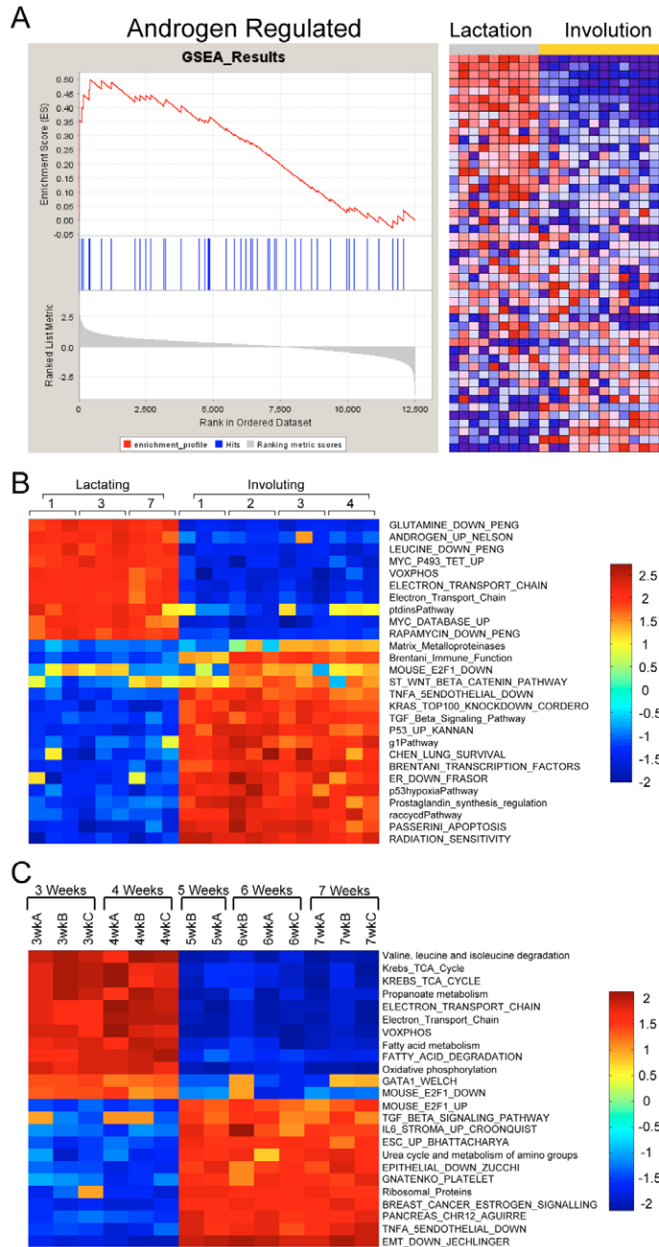 A
Androgen Regulated
Lactation Involution
GSEA_Results
Enrichment Score (ES)
0.50
0.45
0.40
0.35
0.30
0.25
0.20
0.15
0.10
0.05
0.00
-0.05
Ranked List Metric
2.5
0.0
-2.5
0 2,500 5,000 7,500 10,000 12,500
Rank in Ordered Dataset
enrichment_profile Hits Ranking metric scores
B
Lactating Involuting
1 3 7 1 2 3 4
GLUTAMINE_DOWN_PENG
ANDROGEN_UP_NELSON
LEUCINE_DOWN_PENG
MYC_P493_TET_UP
VOXPHOS
ELECTRON_TRANSPORT_CHAIN
Electron_Transport_Chain
ptdinsPathway
MYC_DATABASE_UP
RAPAMYCIN_DOWN_PENG
Matrix_Metalloproteinases
Brentani_Immune_Function
MOUSE_E2F1_DOWN
ST_WNT_BETA_CATENIN_PATHWAY
TNFA_5ENDOTHELIAL_DOWN
KRAS_TOP100_KNOCKDOWN_CORDERO
TGF_Beta_Signaling_Pathway
P53_UP_KANNAN
g1Pathway
CHEN_LUNG_SURVIVAL
BRENTANI_TRANSCRIPTION_FACTORS
ER_DOWN_FRASOR
p53hypoxiaPathway
Prostaglandin_synthesis_regulation
raccycdPathway
PASSERINI_APOPTOSIS
RADIATION_SENSITIVITY
2.5
2
1.5
1
0.5
0
-0.5
-1
-1.5
-2
C
3 Weeks 4 Weeks 5 Weeks 6 Weeks 7 Weeks
3wkA 3wkB 3wkC 4wkA 4wkB 4wkC 5wkB 5wkA 6wkB 6wkA 6wkC 7wkA 7wkB 7wkC
Valine, leucine and isoleucine degradation
Krebs_TCA_Cycle
KREBS_TCA_CYCLE
Propanoate metabolism
ELECTRON_TRANSPORT_CHAIN
Electron_Transport_Chain
VOXPHOS
Fatty acid metabolism
FATTY_ACID_DEGRADATION
Oxidative phosphorylation
GATA1_WELCH
MOUSE_E2F1_DOWN
MOUSE_E2F1_UP
TGF_BETA_SIGNALING_PATHWAY
IL6_STROMA_UP_CROONQUIST
ESC_UP_BHATTACHARYA
Urea cycle and metabolism of amino groups
EPITHELIAL_DOWN_ZUCCHI
GNATENKO_PLATELET
Ribosomal_Proteins
BREAST_CANCER_ESTROGEN_SIGNALLING
PANCREAS_CHR12_AGUIRRE
TNFA_5ENDOTHELIAL_DOWN
EMT_DOWN_JECHLINGER
2
1.5
1
0.5
0
-0.5
-1
-1.5
-2